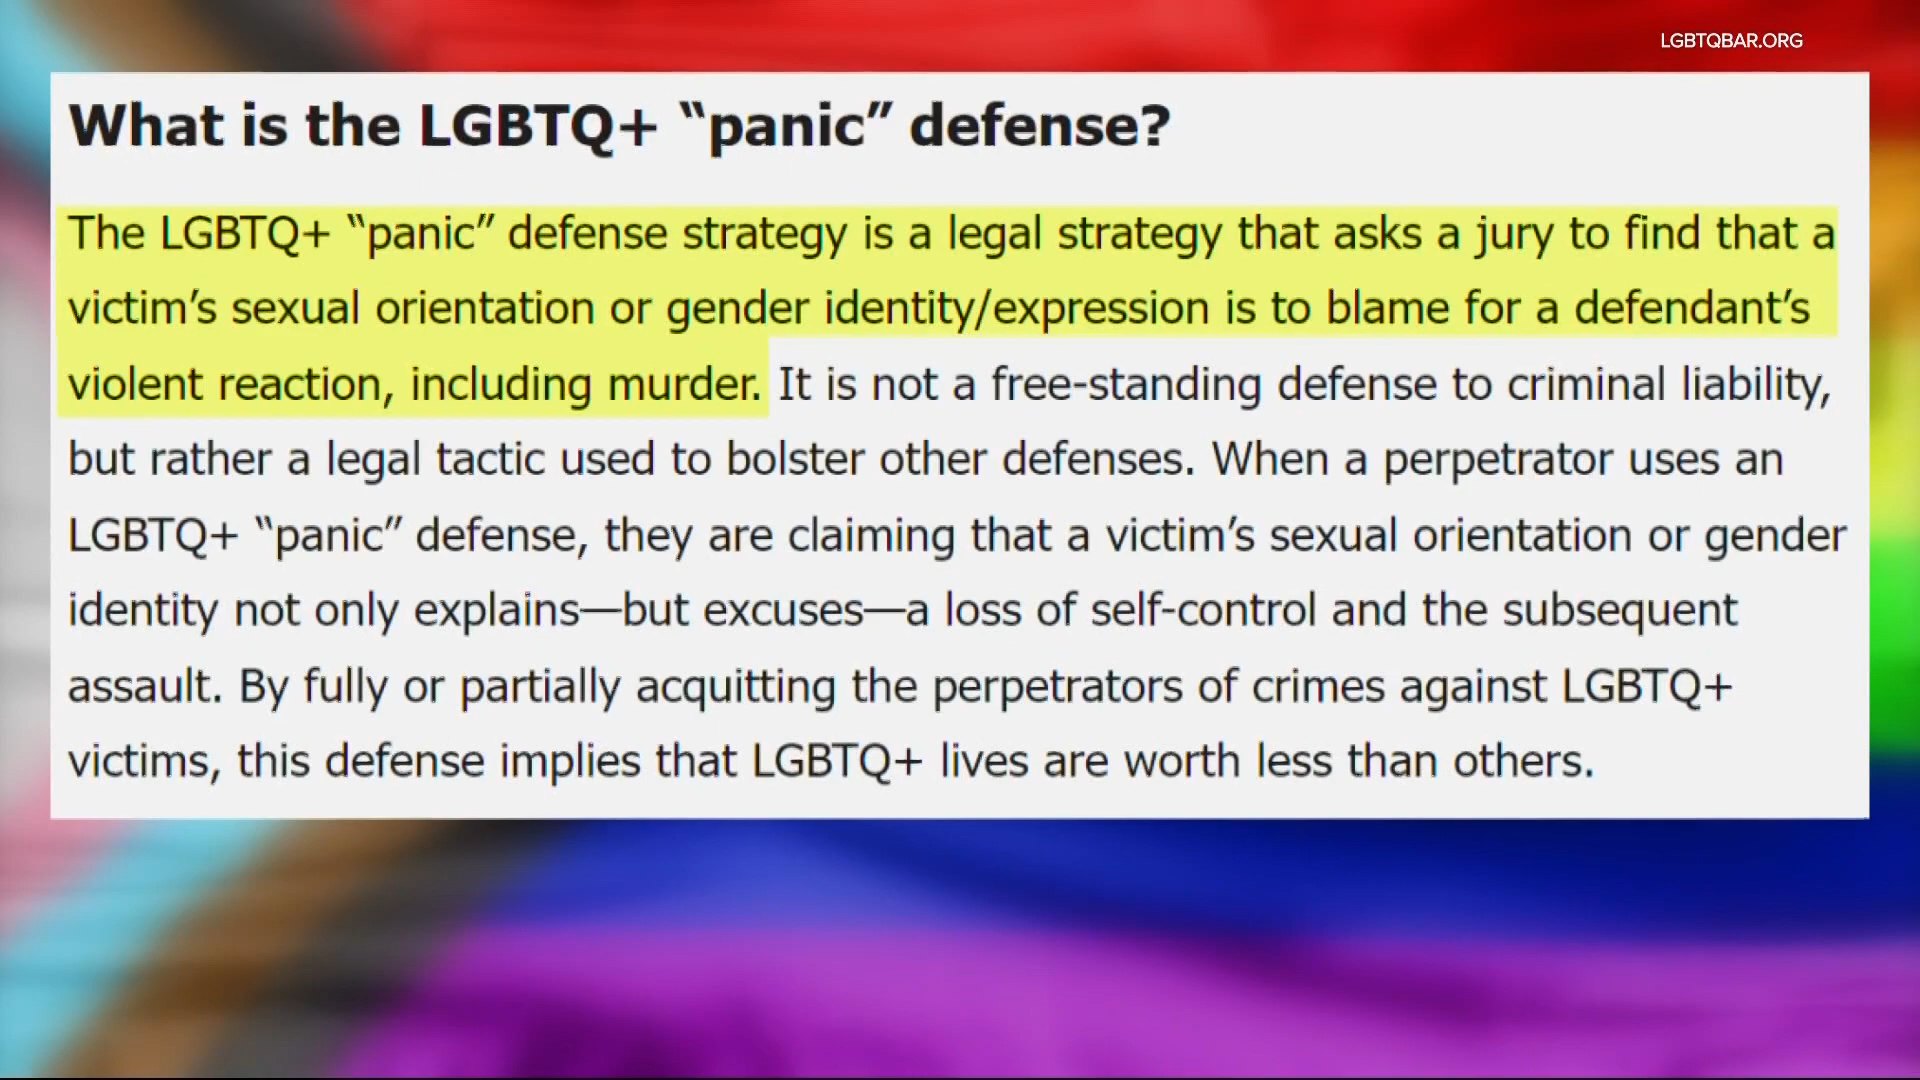 LGBTQBAR.ORG
What is the LGBTQ+ “panic” defense?
The LGBTQ+ “panic” defense strategy is a legal strategy that asks a jury to find that a
victim’s sexual orientation or gender identity/expression is to blame for a defendant’s
violent reaction, including murder. It is not a free-standing defense to criminal liability,
but rather a legal tactic used to bolster other defenses. When a perpetrator uses an
LGBTQ+ “panic” defense, they are claiming that a victim’s sexual orientation or gender
identity not only explains—but excuses—a loss of self-control and the subsequent
assault. By fully or partially acquitting the perpetrators of crimes against LGBTQ+
victims, this defense implies that LGBTQ+ lives are worth less than others.